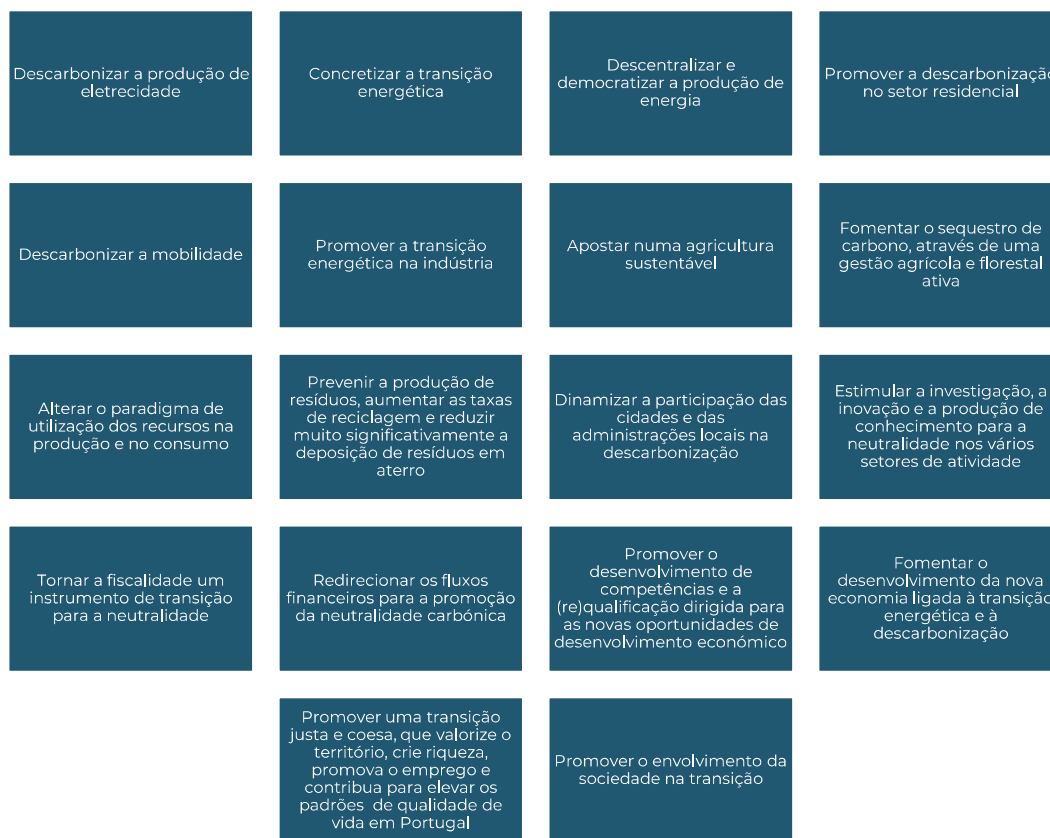 Descarbonizar a produção de
eletrecidade
Concretizar a transição
energética
Descentralizar e
democratizar a produção de
energia
Promover a descarbonização
no setor residencial
Descarbonizar a mobilidade
Promover a transição
energética na indústria
Apostar numa agricultura
sustentável
Fomentar o sequestro de
carbono, através de uma
gestão agrícola e florestal
ativa
Alterar o paradigma de
utilização dos recursos na
produção e no consumo
Prevenir a produção de
resíduos, aumentar as taxas
de reciclagem e reduzir
muito significativamente a
deposição de resíduos em
aterro
Dinamizar a participação das
cidades e das
administrações locais na
descarbonização
Estimular a investigação, a
inovação e a produção de
conhecimento para a
neutralidade nos vários
setores de atividade
Tornar a fiscalidade um
instrumento de transição
para a neutralidade
Redirecionar os fluxos
financeiros para a promoção
da neutralidade carbónica
Promover o
desenvolvimento de
competências e a
(re)qualificação dirigida para
as novas oportunidades de
desenvolvimento económico
Fomentar o
desenvolvimento da nova
economia ligada à transição
energética e à
descarbonização
Promover uma transição
justa e coesa, que valorize o
território, crie riqueza,
promova o emprego e
contribua para elevar os
padrões de qualidade de
vida em Portugal
Promover o envolvimento da
sociedade na transição